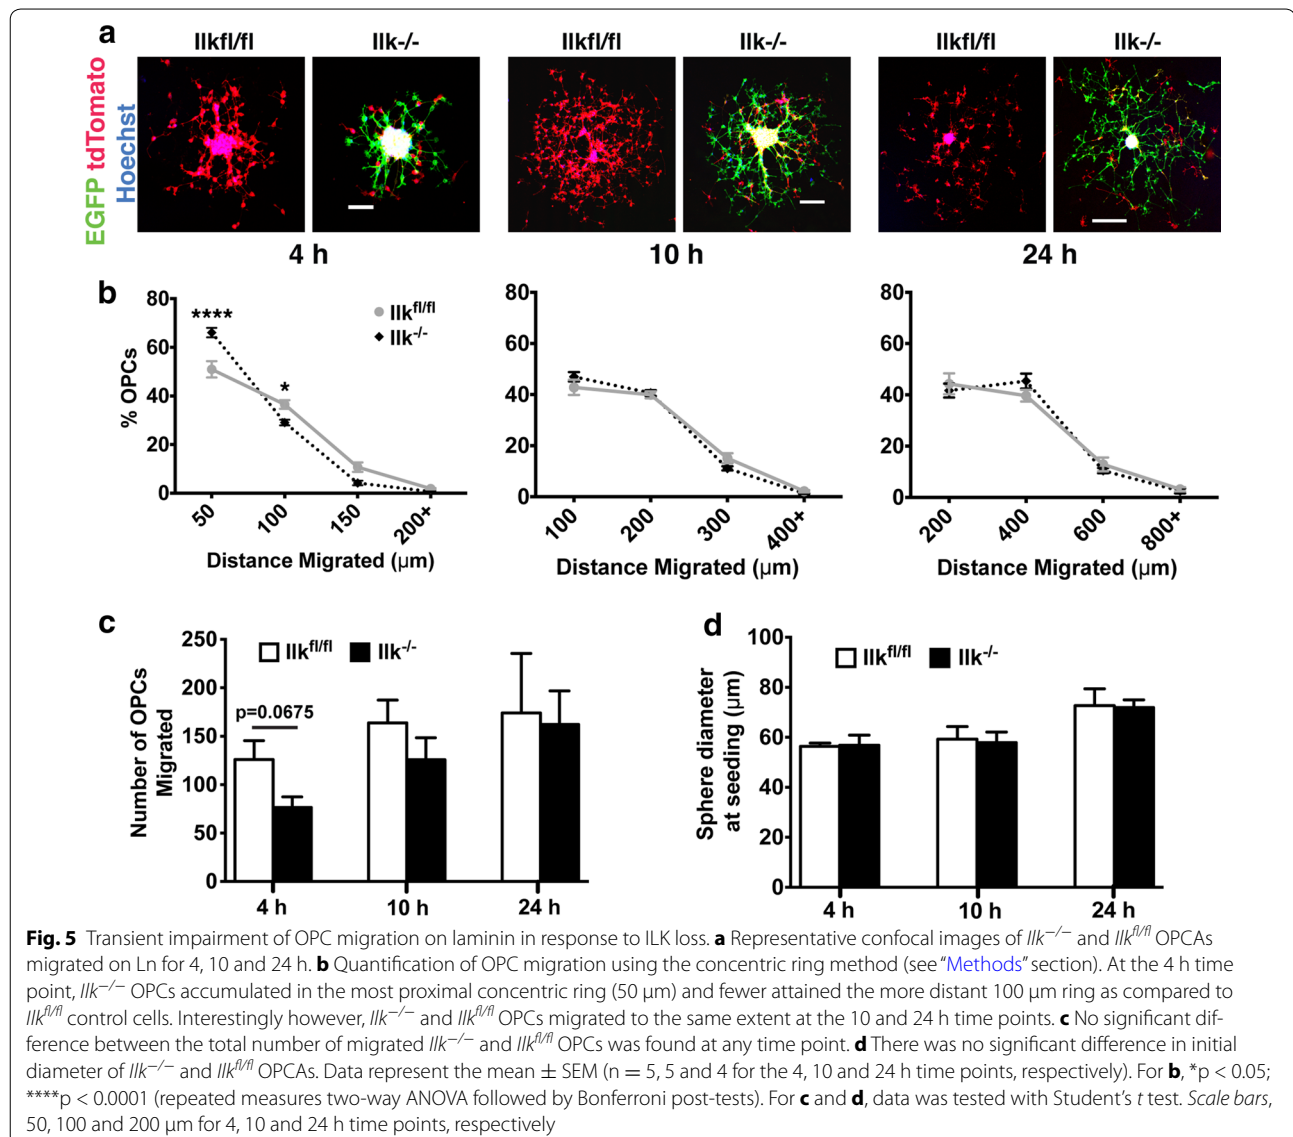 a
Ilkfl/fl Ilk-/- Ilkfl/fl Ilk-/- Ilkfl/fl Ilk-/-
EGFP tdTomato
Hoechst
4 h 10 h 24 h
b
80
60
40
20
0
% OPCs
****
*
Ilkfl/fl
Ilk-/-
50 100 150 200+
Distance Migrated (µm)
80
60
40
20
0
100 200 300 400+
Distance Migrated (µm)
80
60
40
20
0
200 400 600 800+
Distance Migrated (µm)
c
Number of OPCs
Migrated
250
200
150
100
50
0
Ilkfl/fl Ilk-/-
p=0.0675
4 h 10 h 24 h
d
Sphere diameter
at seeding (µm)
100
80
60
40
20
0
Ilkfl/fl Ilk-/-
4 h 10 h 24 h
Fig. 5 Transient impairment of OPC migration on laminin in response to ILK loss. a Representative confocal images of Ilk−/− and Ilkfl/fl OPCAs
migrated on Ln for 4, 10 and 24 h. b Quantification of OPC migration using the concentric ring method (see “Methods” section). At the 4 h time
point, Ilk−/− OPCs accumulated in the most proximal concentric ring (50 µm) and fewer attained the more distant 100 µm ring as compared to
Ilkfl/fl control cells. Interestingly however, Ilk−/− and Ilkfl/fl OPCs migrated to the same extent at the 10 and 24 h time points. c No significant dif-
ference between the total number of migrated Ilk−/− and Ilkfl/fl OPCs was found at any time point. d There was no significant difference in initial
diameter of Ilk−/− and Ilkfl/fl OPCAs. Data represent the mean ± SEM (n = 5, 5 and 4 for the 4, 10 and 24 h time points, respectively). For b, *p < 0.05;
****p < 0.0001 (repeated measures two-way ANOVA followed by Bonferroni post-tests). For c and d, data was tested with Student’s t test. Scale bars,
50, 100 and 200 µm for 4, 10 and 24 h time points, respectively